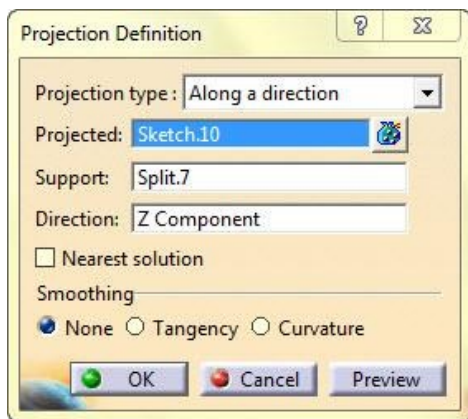 Projection Definition
Projection type : Along a direction
Projected: Sketch.10
Support: Split.7
Direction: Z Component
Nearest solution
Smoothing
None Tangency Curvature
OK Cancel Preview